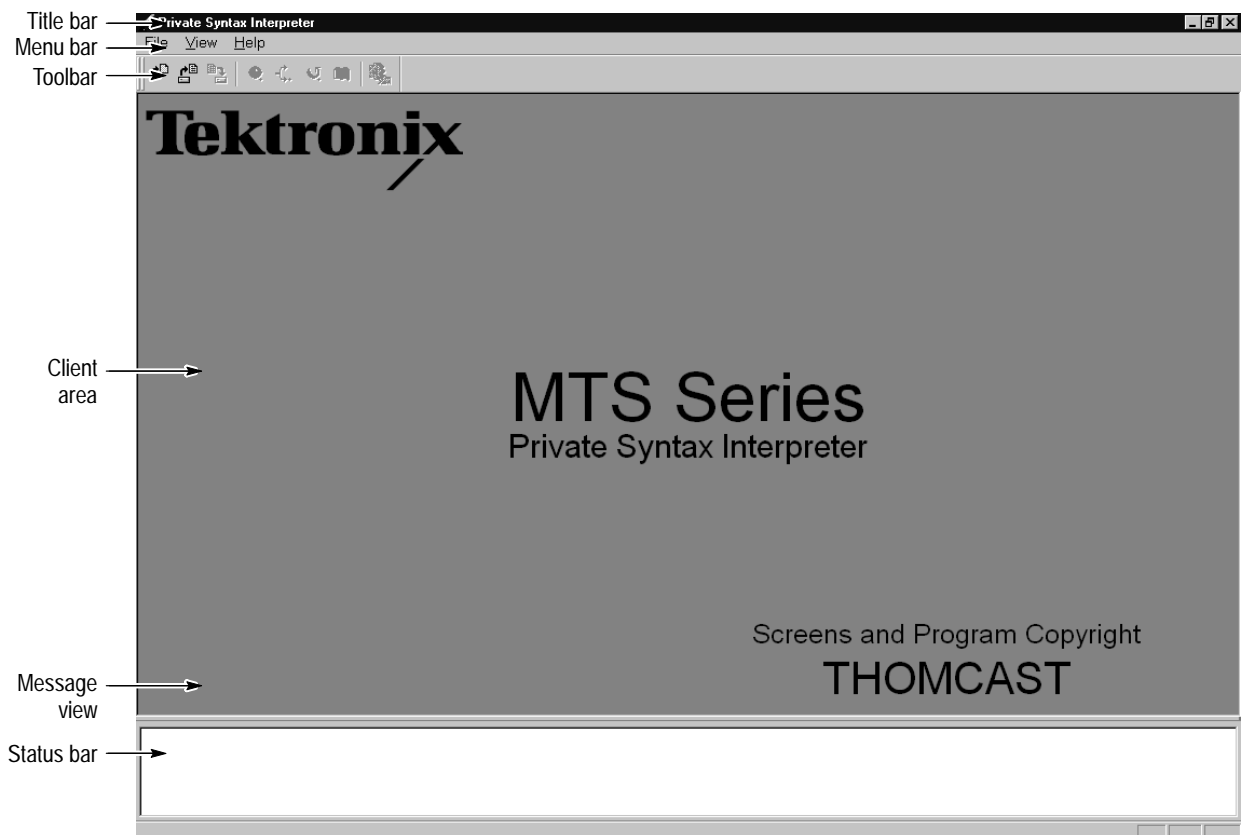 Title bar
Private Syntax Interpreter
Menu bar
File View Help
Toolbar
Tektronix
Client
area
MTS Series
Private Syntax Interpreter
Screens and Program Copyright
THOMCAST
Message
view
Status bar